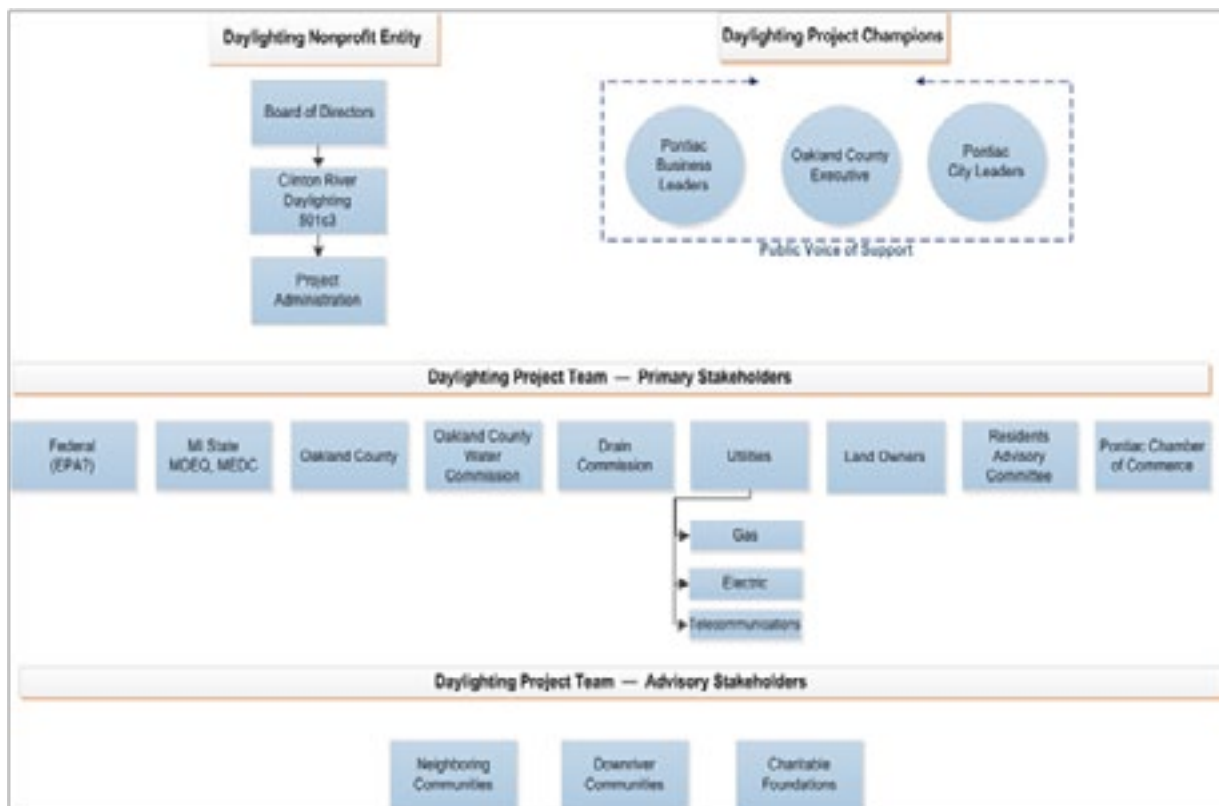 Daylighting Nonprofit Entity
Board of Directors
Clinton River
Daylighting
501c3
Project
Administration
Daylighting Project Champions
Pontiac
Business
Leaders
Oakland County
Executive
Pontiac
City Leaders
Public Voice of Support
Daylighting Project Team — Primary Stakeholders
Federal
(EPA?)
MI State
MDEQ, MEDC
Oakland County
Oakland County
Water
Commission
Drain
Commission
Utilities
Gas
Electric
Telecommunications
Land Owners
Residents
Advisory
Committee
Pontiac Chamber
of Commerce
Daylighting Project Team — Advisory Stakeholders
Neighboring
Communities
Downriver
Communities
Charitable
Foundations